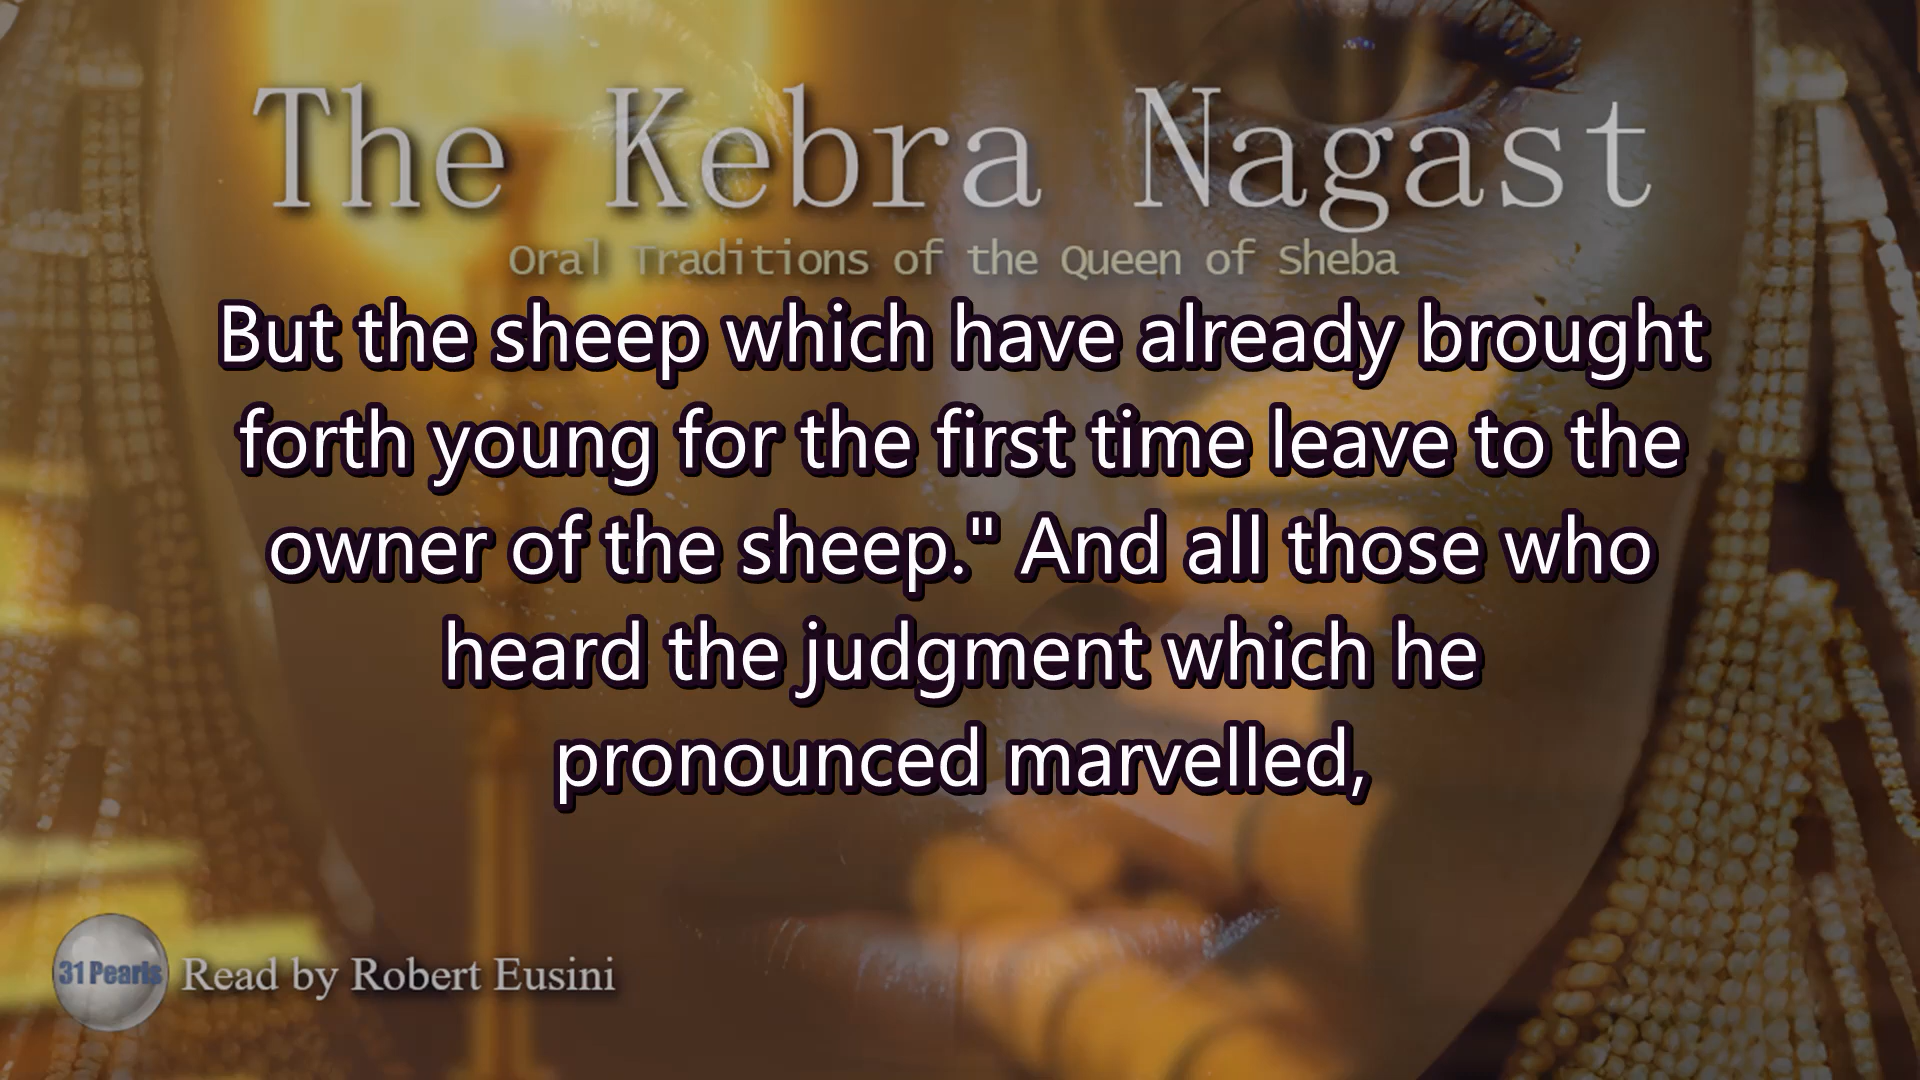 The Kebra Nagast
Oral Traditions of the Queen of Sheba
But the sheep which have already brought
forth young for the first time leave to the
owner of the sheep." And all those who
heard the judgment which he
pronounced marvelled,
31 Pearls
Read by Robert Eusini